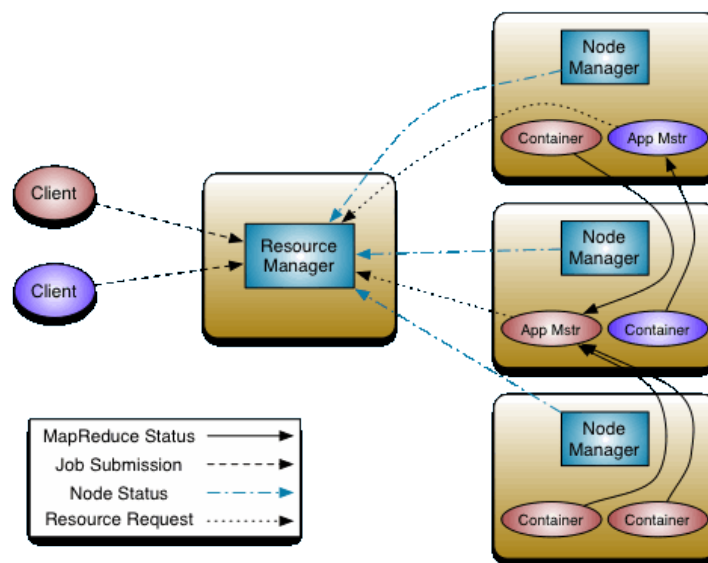 Node
Manager
Container
App Mstr
Client
Client
Resource
Manager
Node
Manager
App Mstr
Container
Node
Manager
Container
Container
MapReduce Status
Job Submission
Node Status
Resource Request